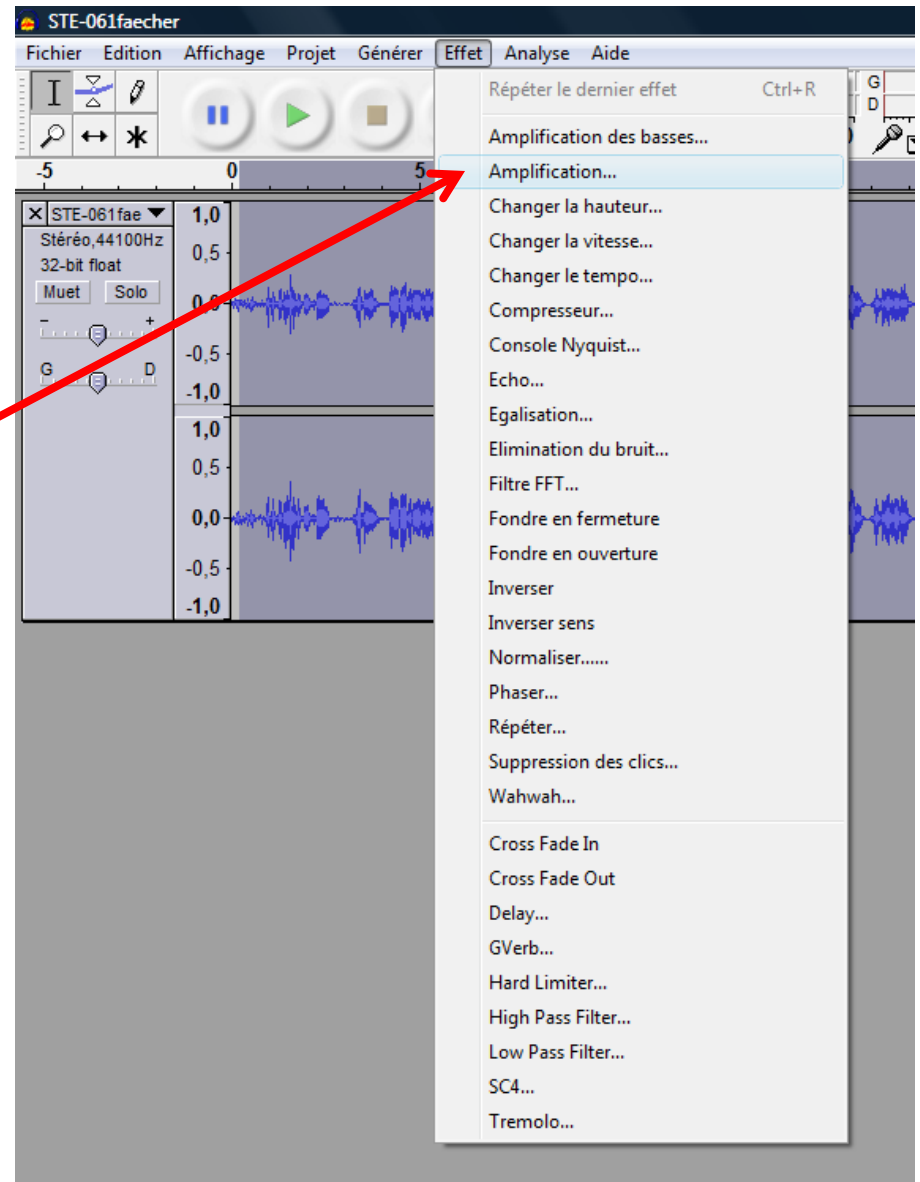 STE-061faecher
Fichier Edition Affichage Projet Générer Effet Analyse Aide
G
D
-5 0 5
STE-061fae
Stéréo,44100Hz
32-bit float
Muet Solo
- +
G D
1,0
0,5
0,0
-0,5
-1,0
1,0
0,5
0,0
-0,5
-1,0
Répéter le dernier effet Ctrl+R
Amplification des basses...
Amplification...
Changer la hauteur...
Changer la vitesse...
Changer le tempo...
Compresseur...
Console Nyquist...
Echo...
Egalisation...
Elimination du bruit...
Filtre FFT...
Fondre en fermeture
Fondre en ouverture
Inverser
Inverser sens
Normaliser......
Phaser...
Répéter...
Suppression des clics...
Wahwah...
Cross Fade In
Cross Fade Out
Delay...
GVerb...
Hard Limiter...
High Pass Filter...
Low Pass Filter...
SC4...
Tremolo...